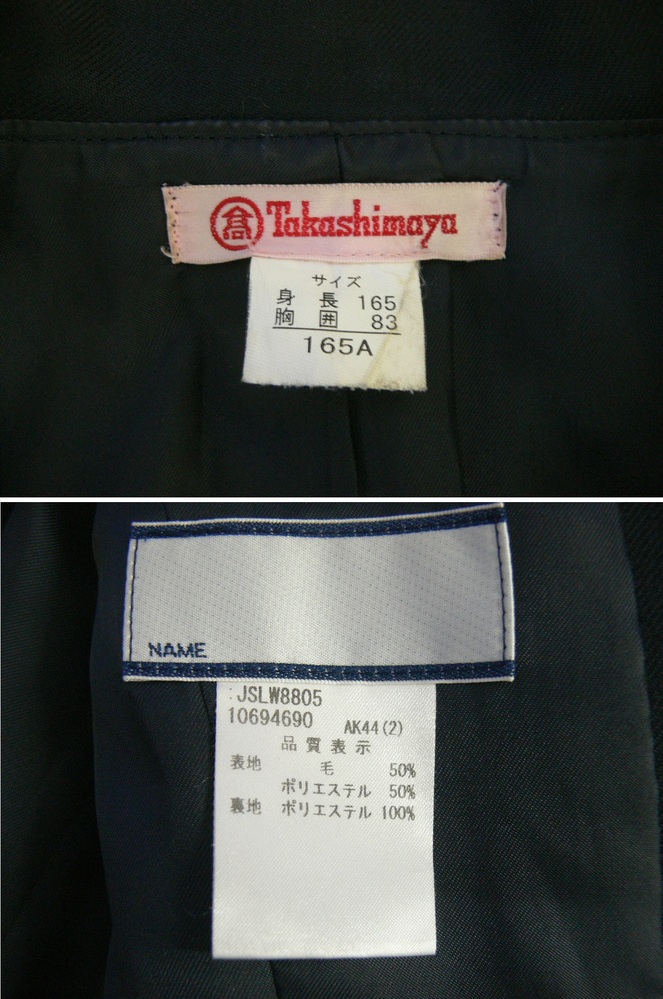 髙 Takashimaya
サイズ
身長 165
胸囲 83
165A
NAME
:JSLW8805
10694690 AK44(2)
品質表示
表地 毛 50%
ポリエステル 50%
裏地 ポリエステル 100%